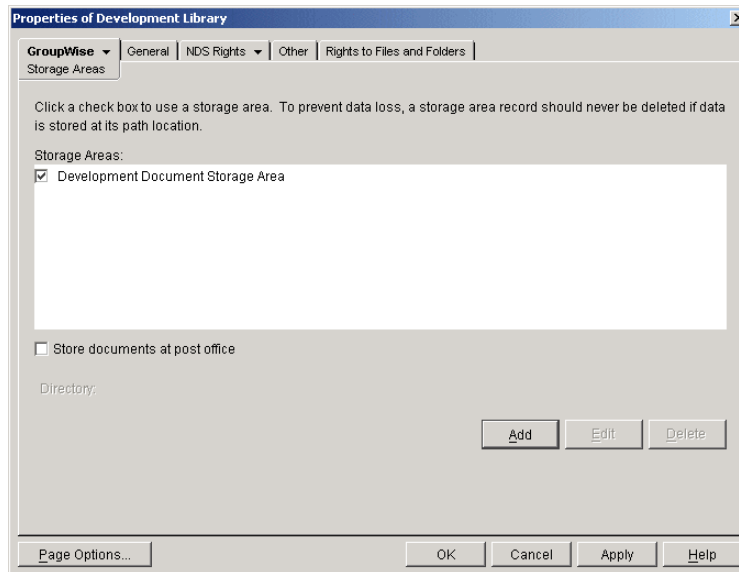 Properties of Development Library
GroupWise General NDS Rights Other Rights to Files and Folders
Storage Areas
Click a check box to use a storage area. To prevent data loss, a storage area record should never be deleted if data
is stored at its path location.
Storage Areas:
Development Document Storage Area
Store documents at post office
Directory:
Add Edit Delete
Page Options... OK Cancel Apply Help